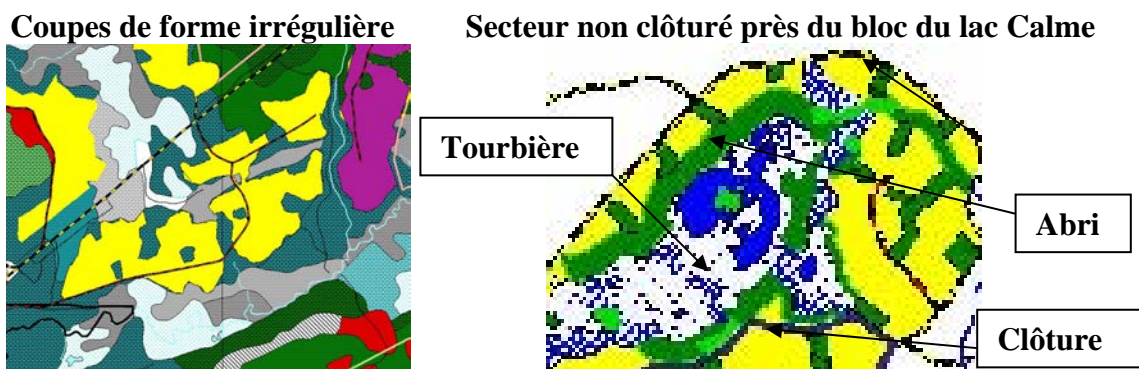 Coupes de forme irrégulière
Secteur non clôturé près du bloc du lac Calme
Tourbière
Abri
Clôture